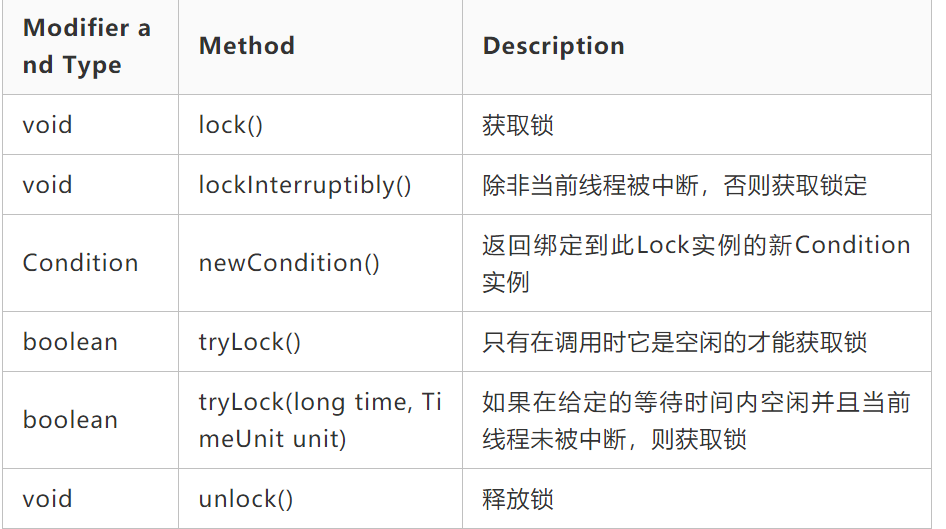 Modifier a
nd Type
Method
Description
void
lock()
获取锁
void
lockInterruptibly()
除非当前线程被中断，否则获取锁定
Condition
newCondition()
返回绑定到此Lock实例的新Condition
实例
boolean
tryLock()
只有在调用时它是空闲的才能获取锁
boolean
tryLock(long time, Ti
meUnit unit)
如果在给定的等待时间内空闲并且当前
线程未被中断，则获取锁
void
unlock()
释放锁